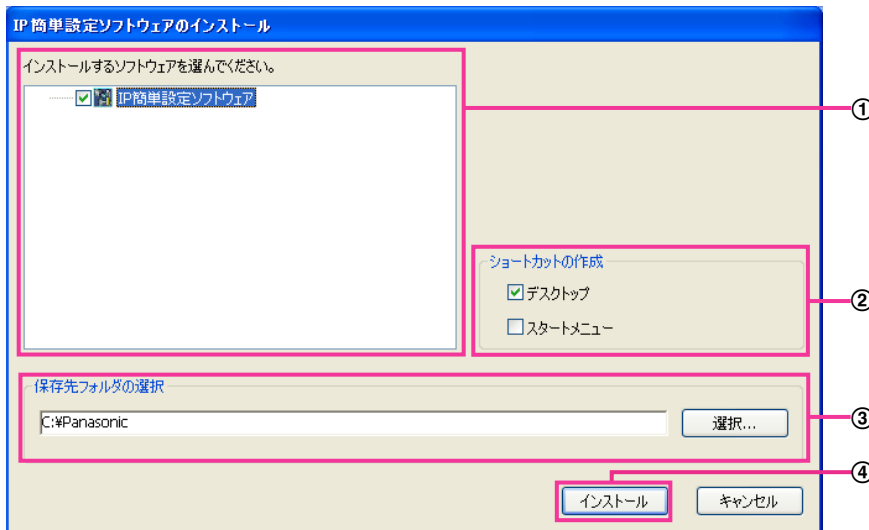 IP簡単設定ソフトウェアのインストール
インストールするソフトウェアを選んでください。
IP簡単設定ソフトウェア
①
ショートカットの作成
デスクトップ
②
スタートメニュー
保存先フォルダの選択
C:¥Panasonic
選択...
③
④
インストール
キャンセル